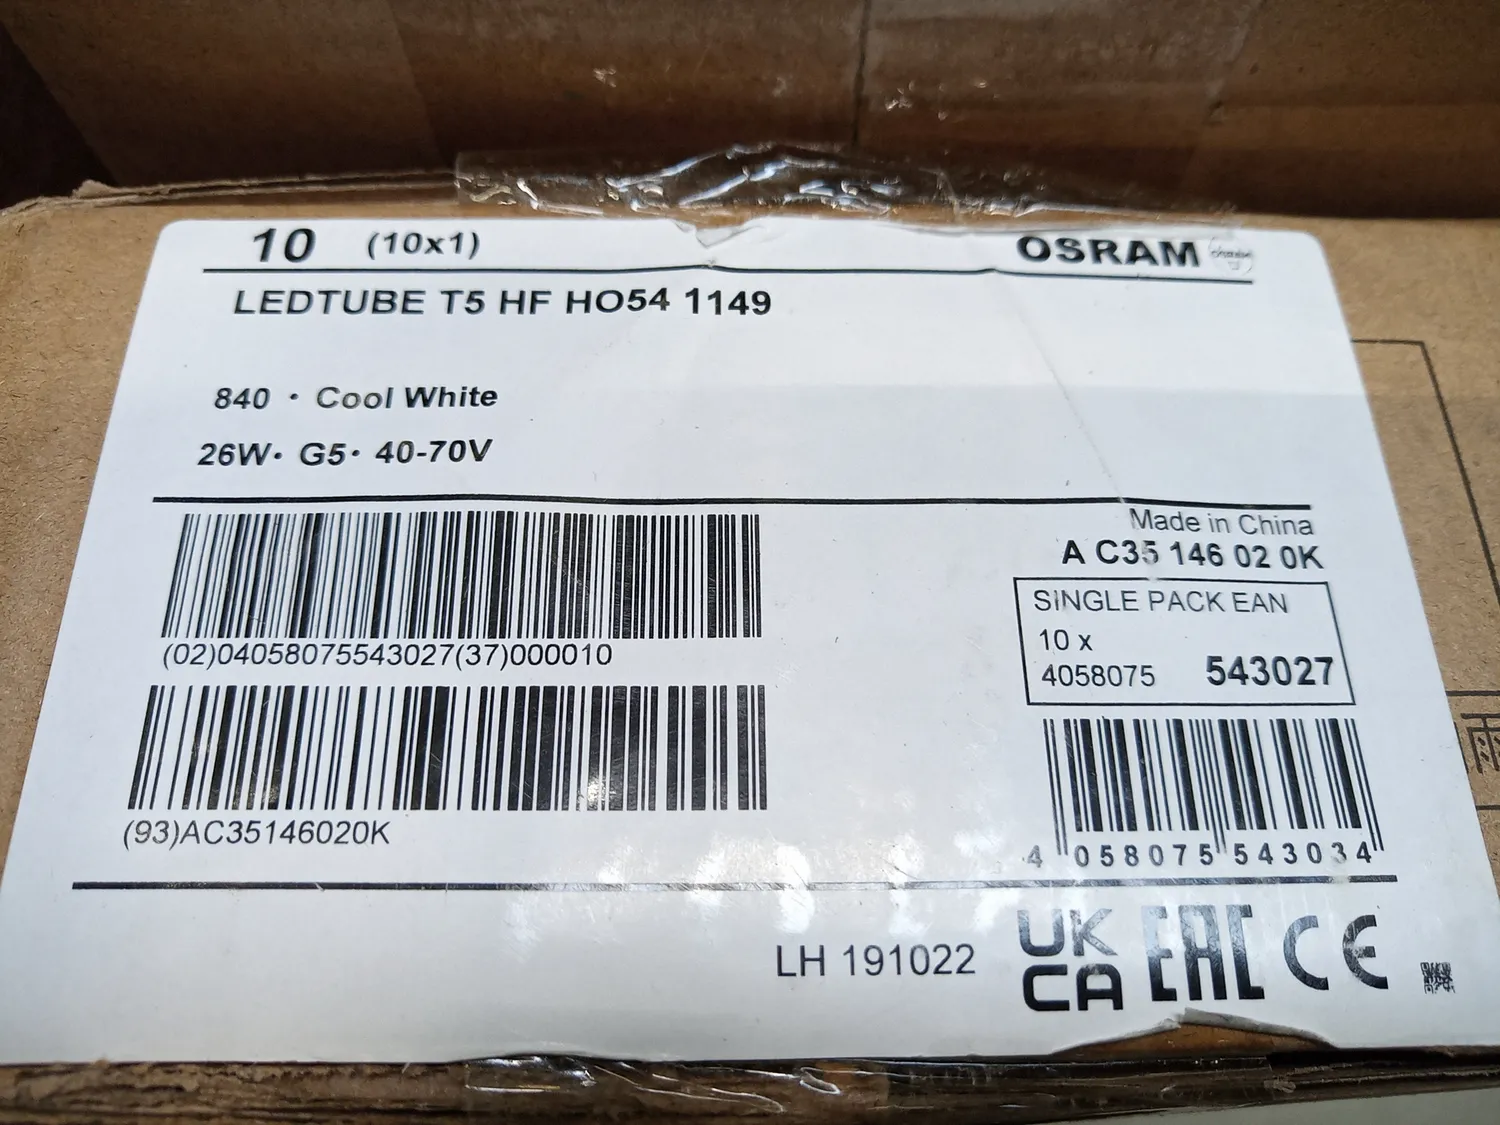 10 (10x1) OSRAM
LEDTUBE T5 HF HO54 1149
840 · Cool White
26W· G5· 40-70V
Made in China
A C35 146 02 0K
SINGLE PACK EAN
10 x
4058075 543027
(02)04058075543027(37)000010
(93)AC35146020K
4 058075 543034
LH 191022
UK
CA
EAC
CE
雨